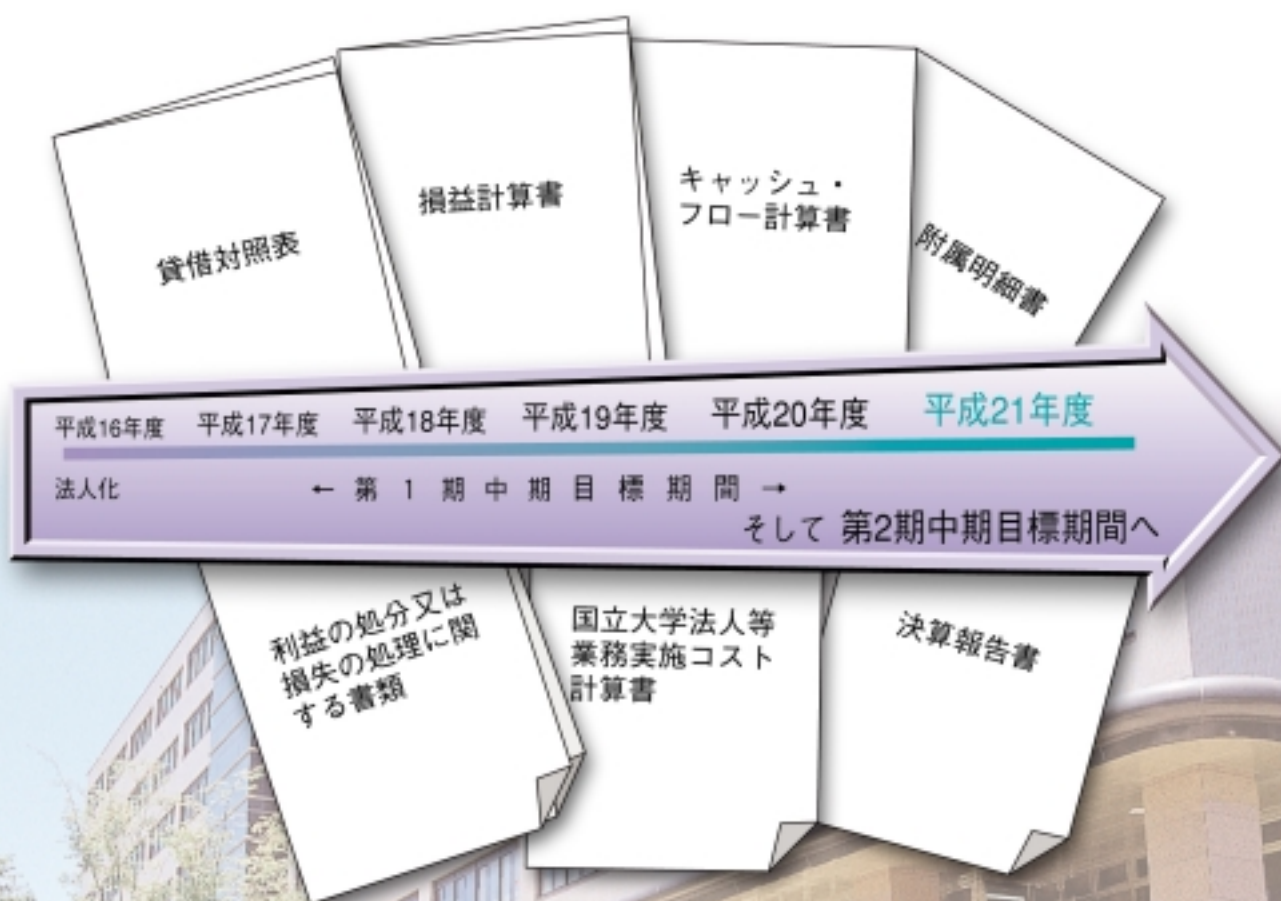 貸借対照表
損益計算書
キャッシュ・
フロー計算書
附属明細書
平成16年度 平成17年度 平成18年度 平成19年度 平成20年度 平成21年度
法人化 ← 第1期中期目標期間 →
そして 第2期中期目標期間へ
利益の処分又は
損失の処理に関
する書類
国立大学法人等
業務実施コスト
計算書
決算報告書